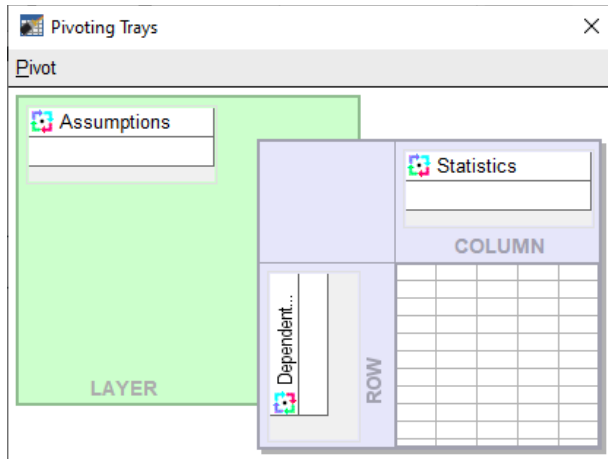 Pivoting Trays
Pivot
Assumptions
Statistics
COLUMN
Dependent...
ROW
LAYER